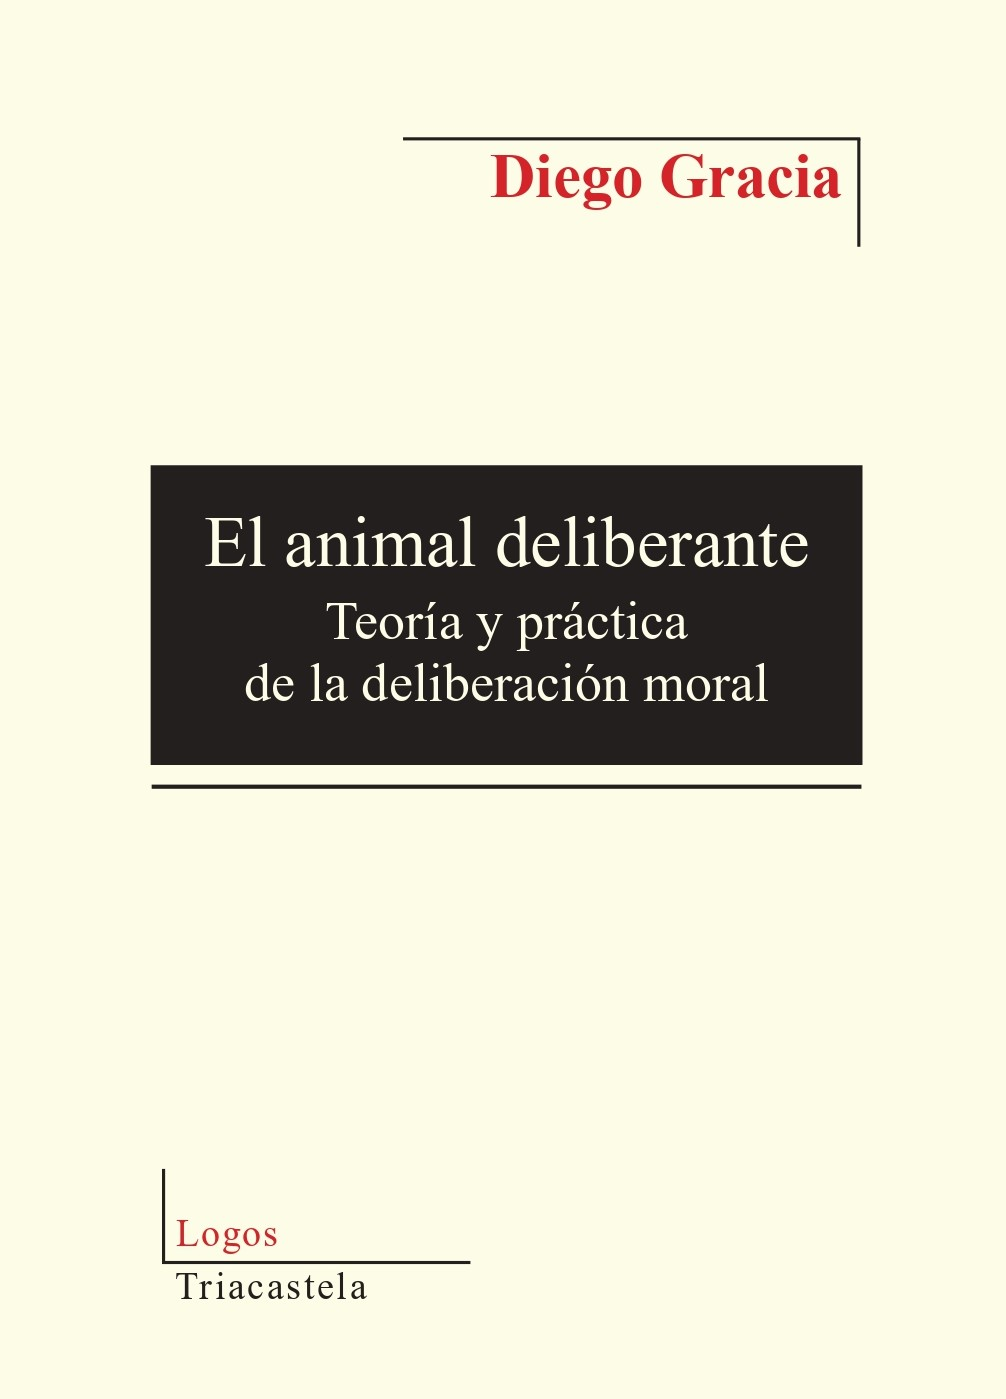 Diego Gracia
El animal deliberante
Teoría y práctica
de la deliberación moral
Logos
Triacastela